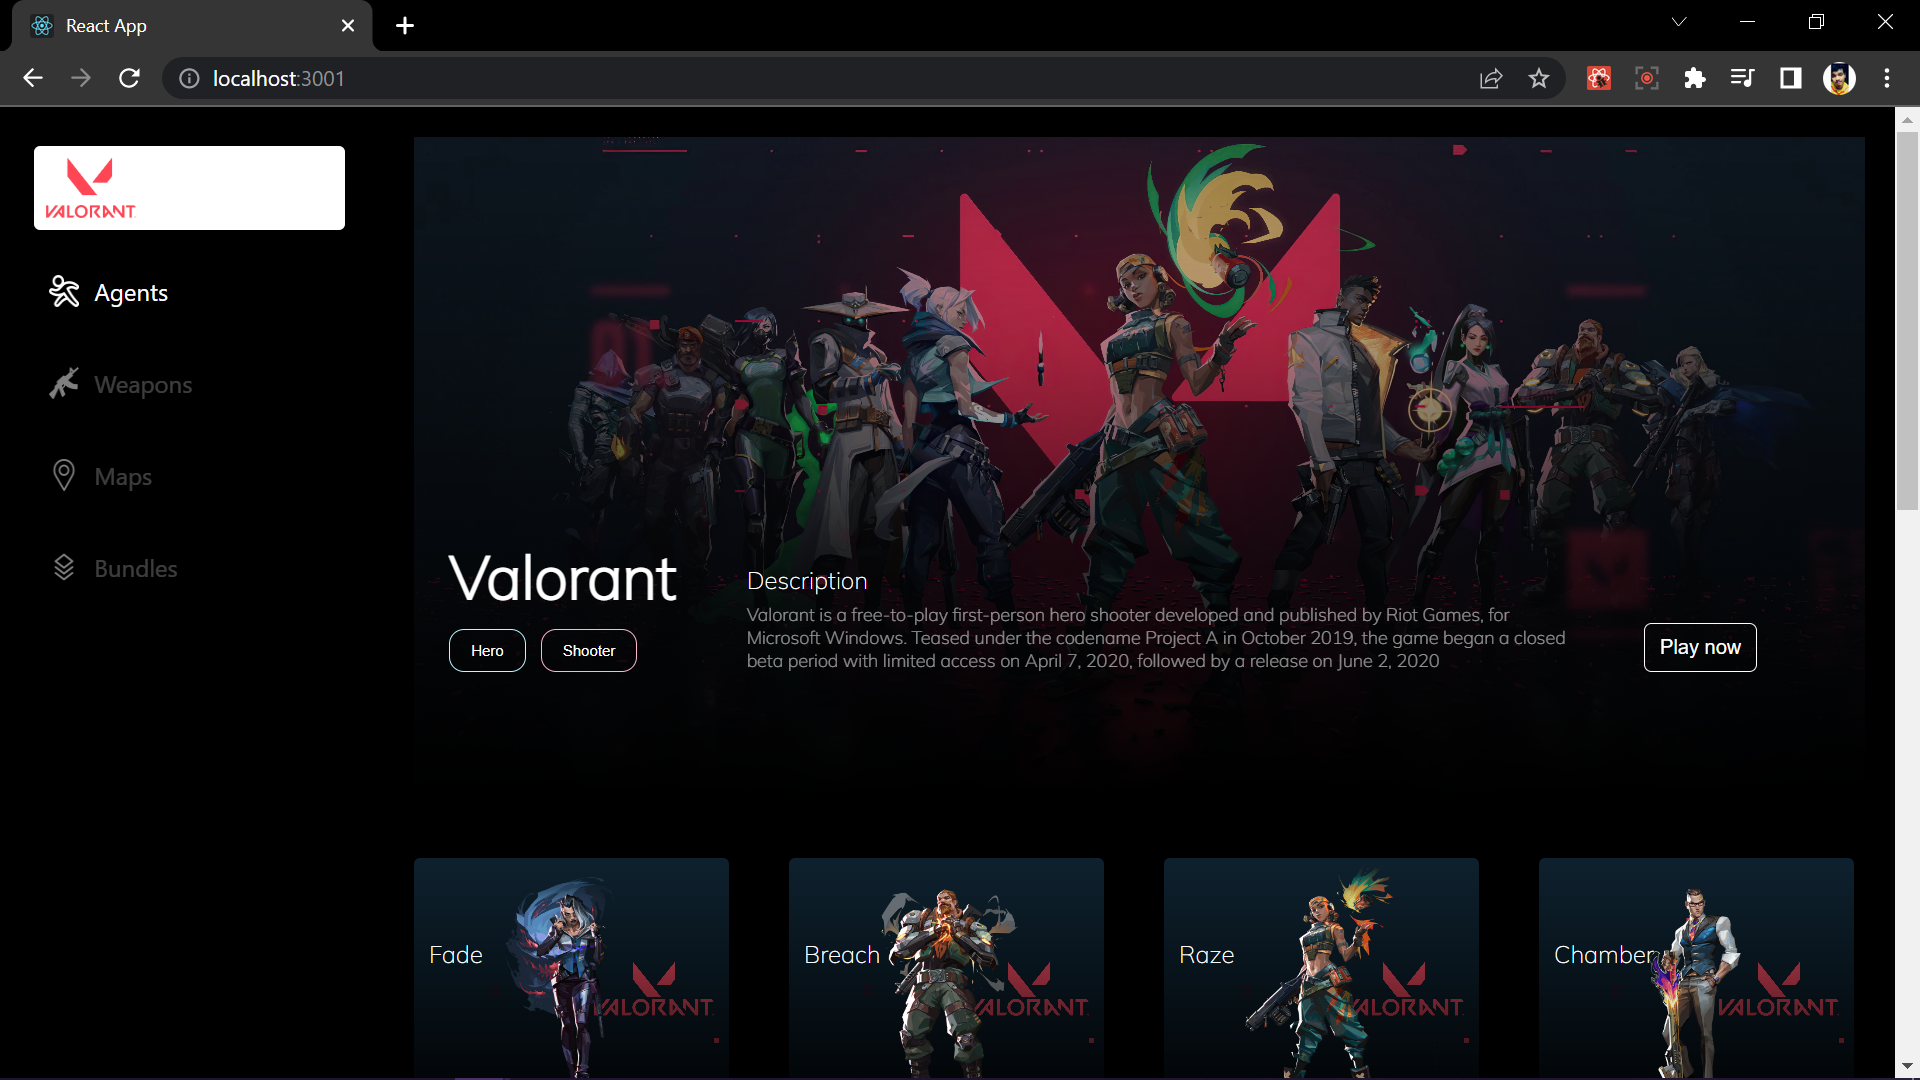 React App
localhost:3001
VALORANT
Agents
Weapons
Maps
Bundles
Valorant
Hero
Shooter
Description
Valorant is a free-to-play first-person hero shooter developed and published by Riot Games, for
Microsoft Windows. Teased under the codename Project A in October 2019, the game began a closed
beta period with limited access on April 7, 2020, followed by a release on June 2, 2020
Play now
Fade
VALORANT
Breach
VALORANT
Raze
VALORANT
Chamber
VALORANT